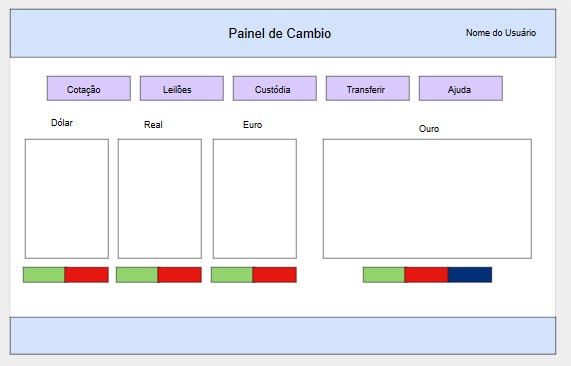 Painel de Cambio
Nome do Usuário
Cotação
Leilões
Custódia
Transferir
Ajuda
Dólar
Real
Euro
Ouro